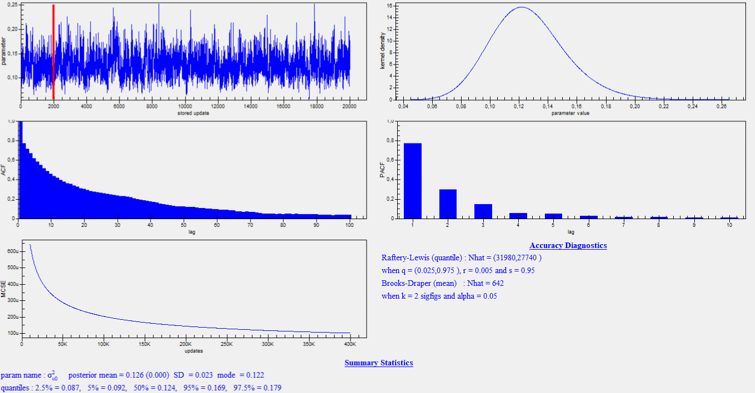 0,25
0,20
0,15
0,10
parameter
0 2000 4000 6000 8000 10000 12000 14000 16000 18000 20000
stored update
16
14
12
10
8
6
4
2
0
kernel density
0,04 0,06 0,08 0,10 0,12 0,14 0,16 0,18 0,20 0,22 0,24 0,26
parameter value
1,0
0,8
0,6
0,4
0,2
0
ACF
0 10 20 30 40 50 60 70 80 90 100
lag
1,0
0,8
0,6
0,4
0,2
0
PACF
1 2 3 4 5 6 7 8 9 10
lag
600u
500u
400u
300u
200u
100u
MCSE
0 50K 100K 150K 200K 250K 300K 350K 400K
updates
Accuracy Diagnostics
Raftery-Lewis (quantile) : Nhat = (31980,27740 )
when q = (0.025,0.975 ), r = 0.005 and s = 0.95
Brooks-Draper (mean) : Nhat = 642
when k = 2 sigfigs and alpha = 0.05
Summary Statistics
param name : posterior mean = 0.126 (0.000) SD = 0.023 mode = 0.122
quantiles : 2.5% = 0.087, 5% = 0.092, 50% = 0.124, 95% = 0.169, 97.5% = 0.179